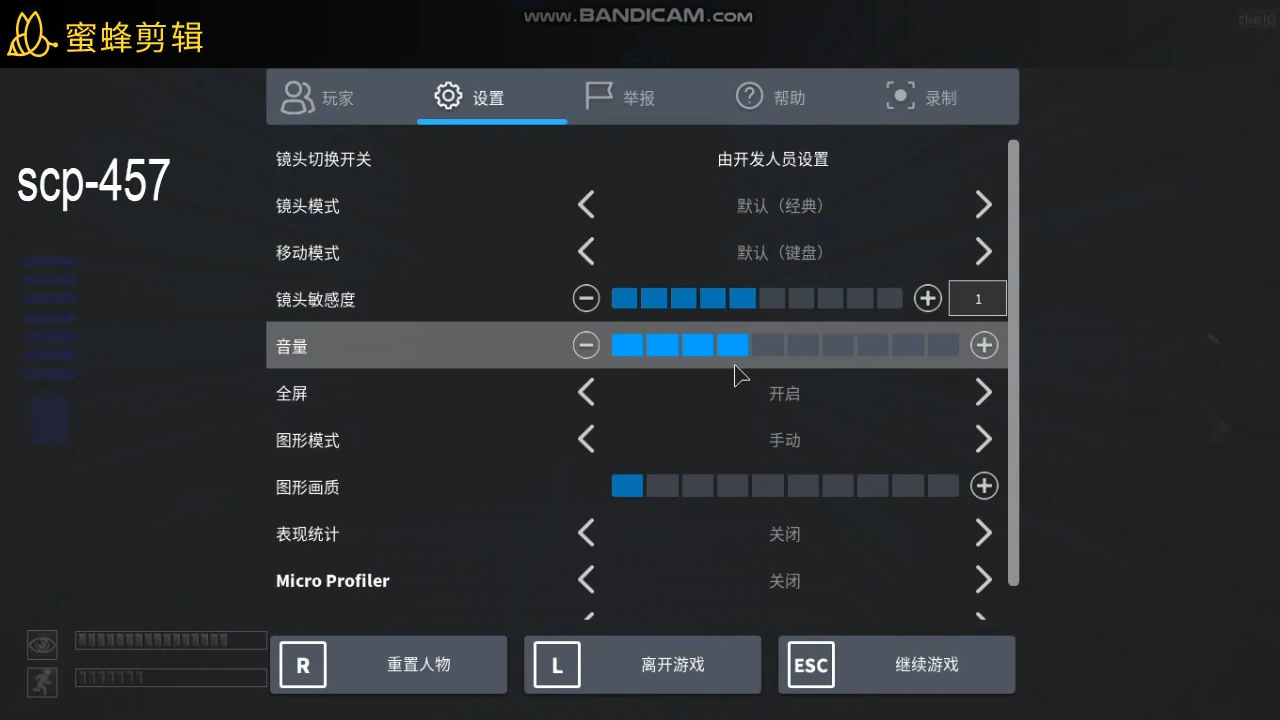 蜜蜂剪辑
www.BANDICAM.com
Chat [L]
玩家
设置
举报
帮助
录制
scp-457
镜头切换开关
由开发人员设置
镜头模式
默认（经典）
移动模式
默认（键盘）
镜头敏感度
1
音量
全屏
开启
图形模式
手动
图形画质
表现统计
关闭
Micro Profiler
关闭
R
重置人物
L
离开游戏
ESC
继续游戏